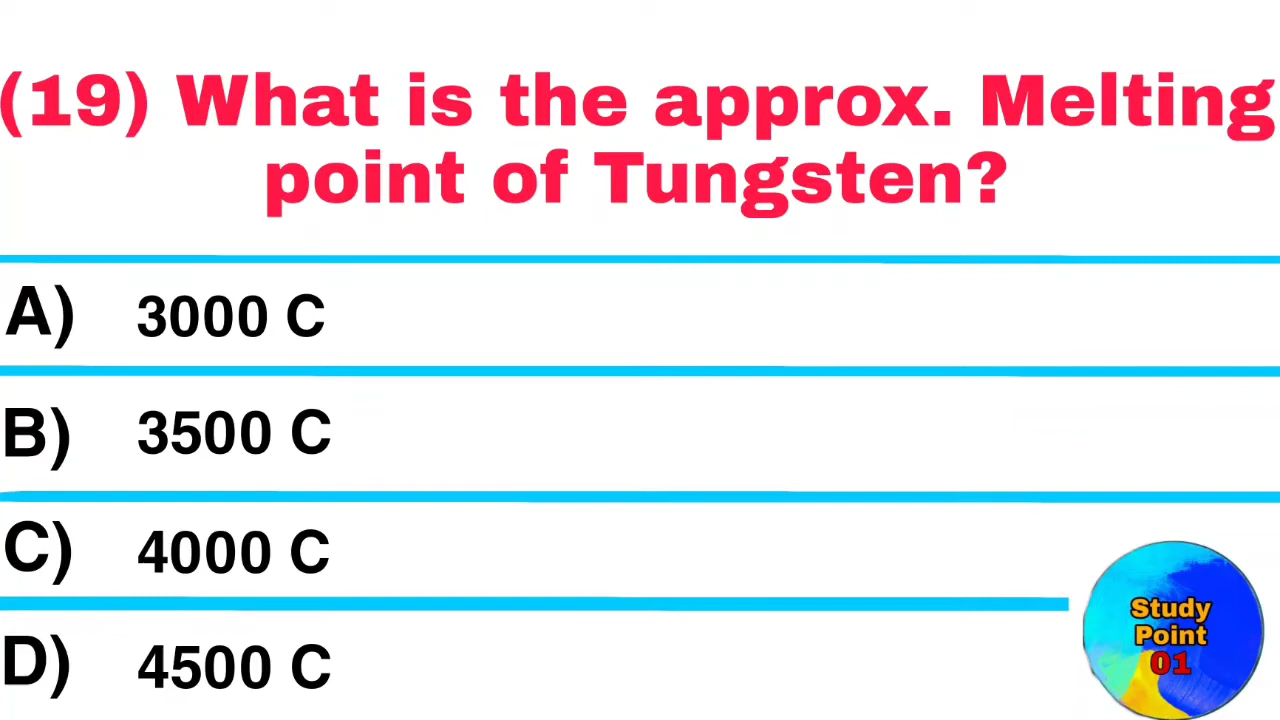 (19) What is the approx. Melting
point of Tungsten?
A) 3000 C
B) 3500 C
C) 4000 C
D) 4500 C
Study
Point
01